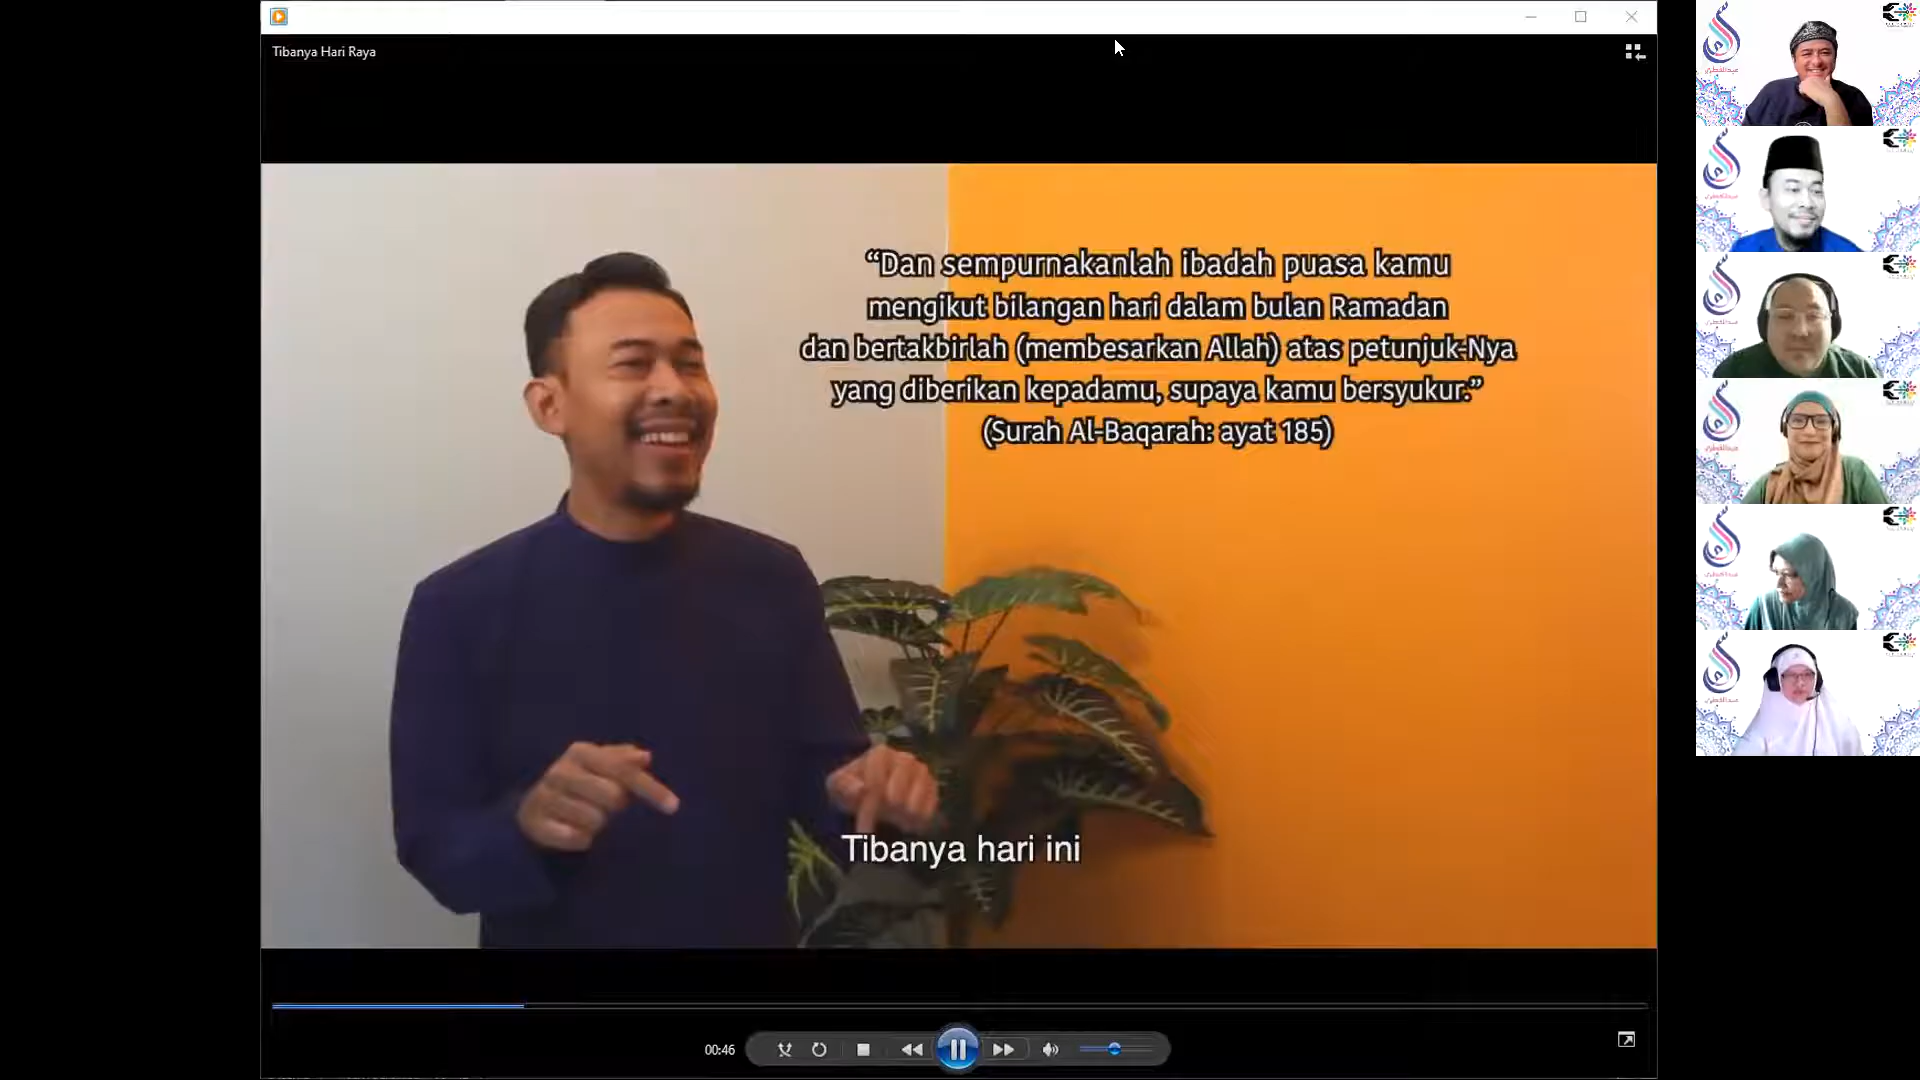 Tibanya Hari Raya
“Dan sempurnakanlah ibadah puasa kamu
mengikut bilangan hari dalam bulan Ramadan
dan bertakbirlah (membesarkan Allah) atas petunjuk-Nya
yang diberikan kepadamu, supaya kamu bersyukur.”
(Surah Al-Baqarah: ayat 185)
Tibanya hari ini
00:46